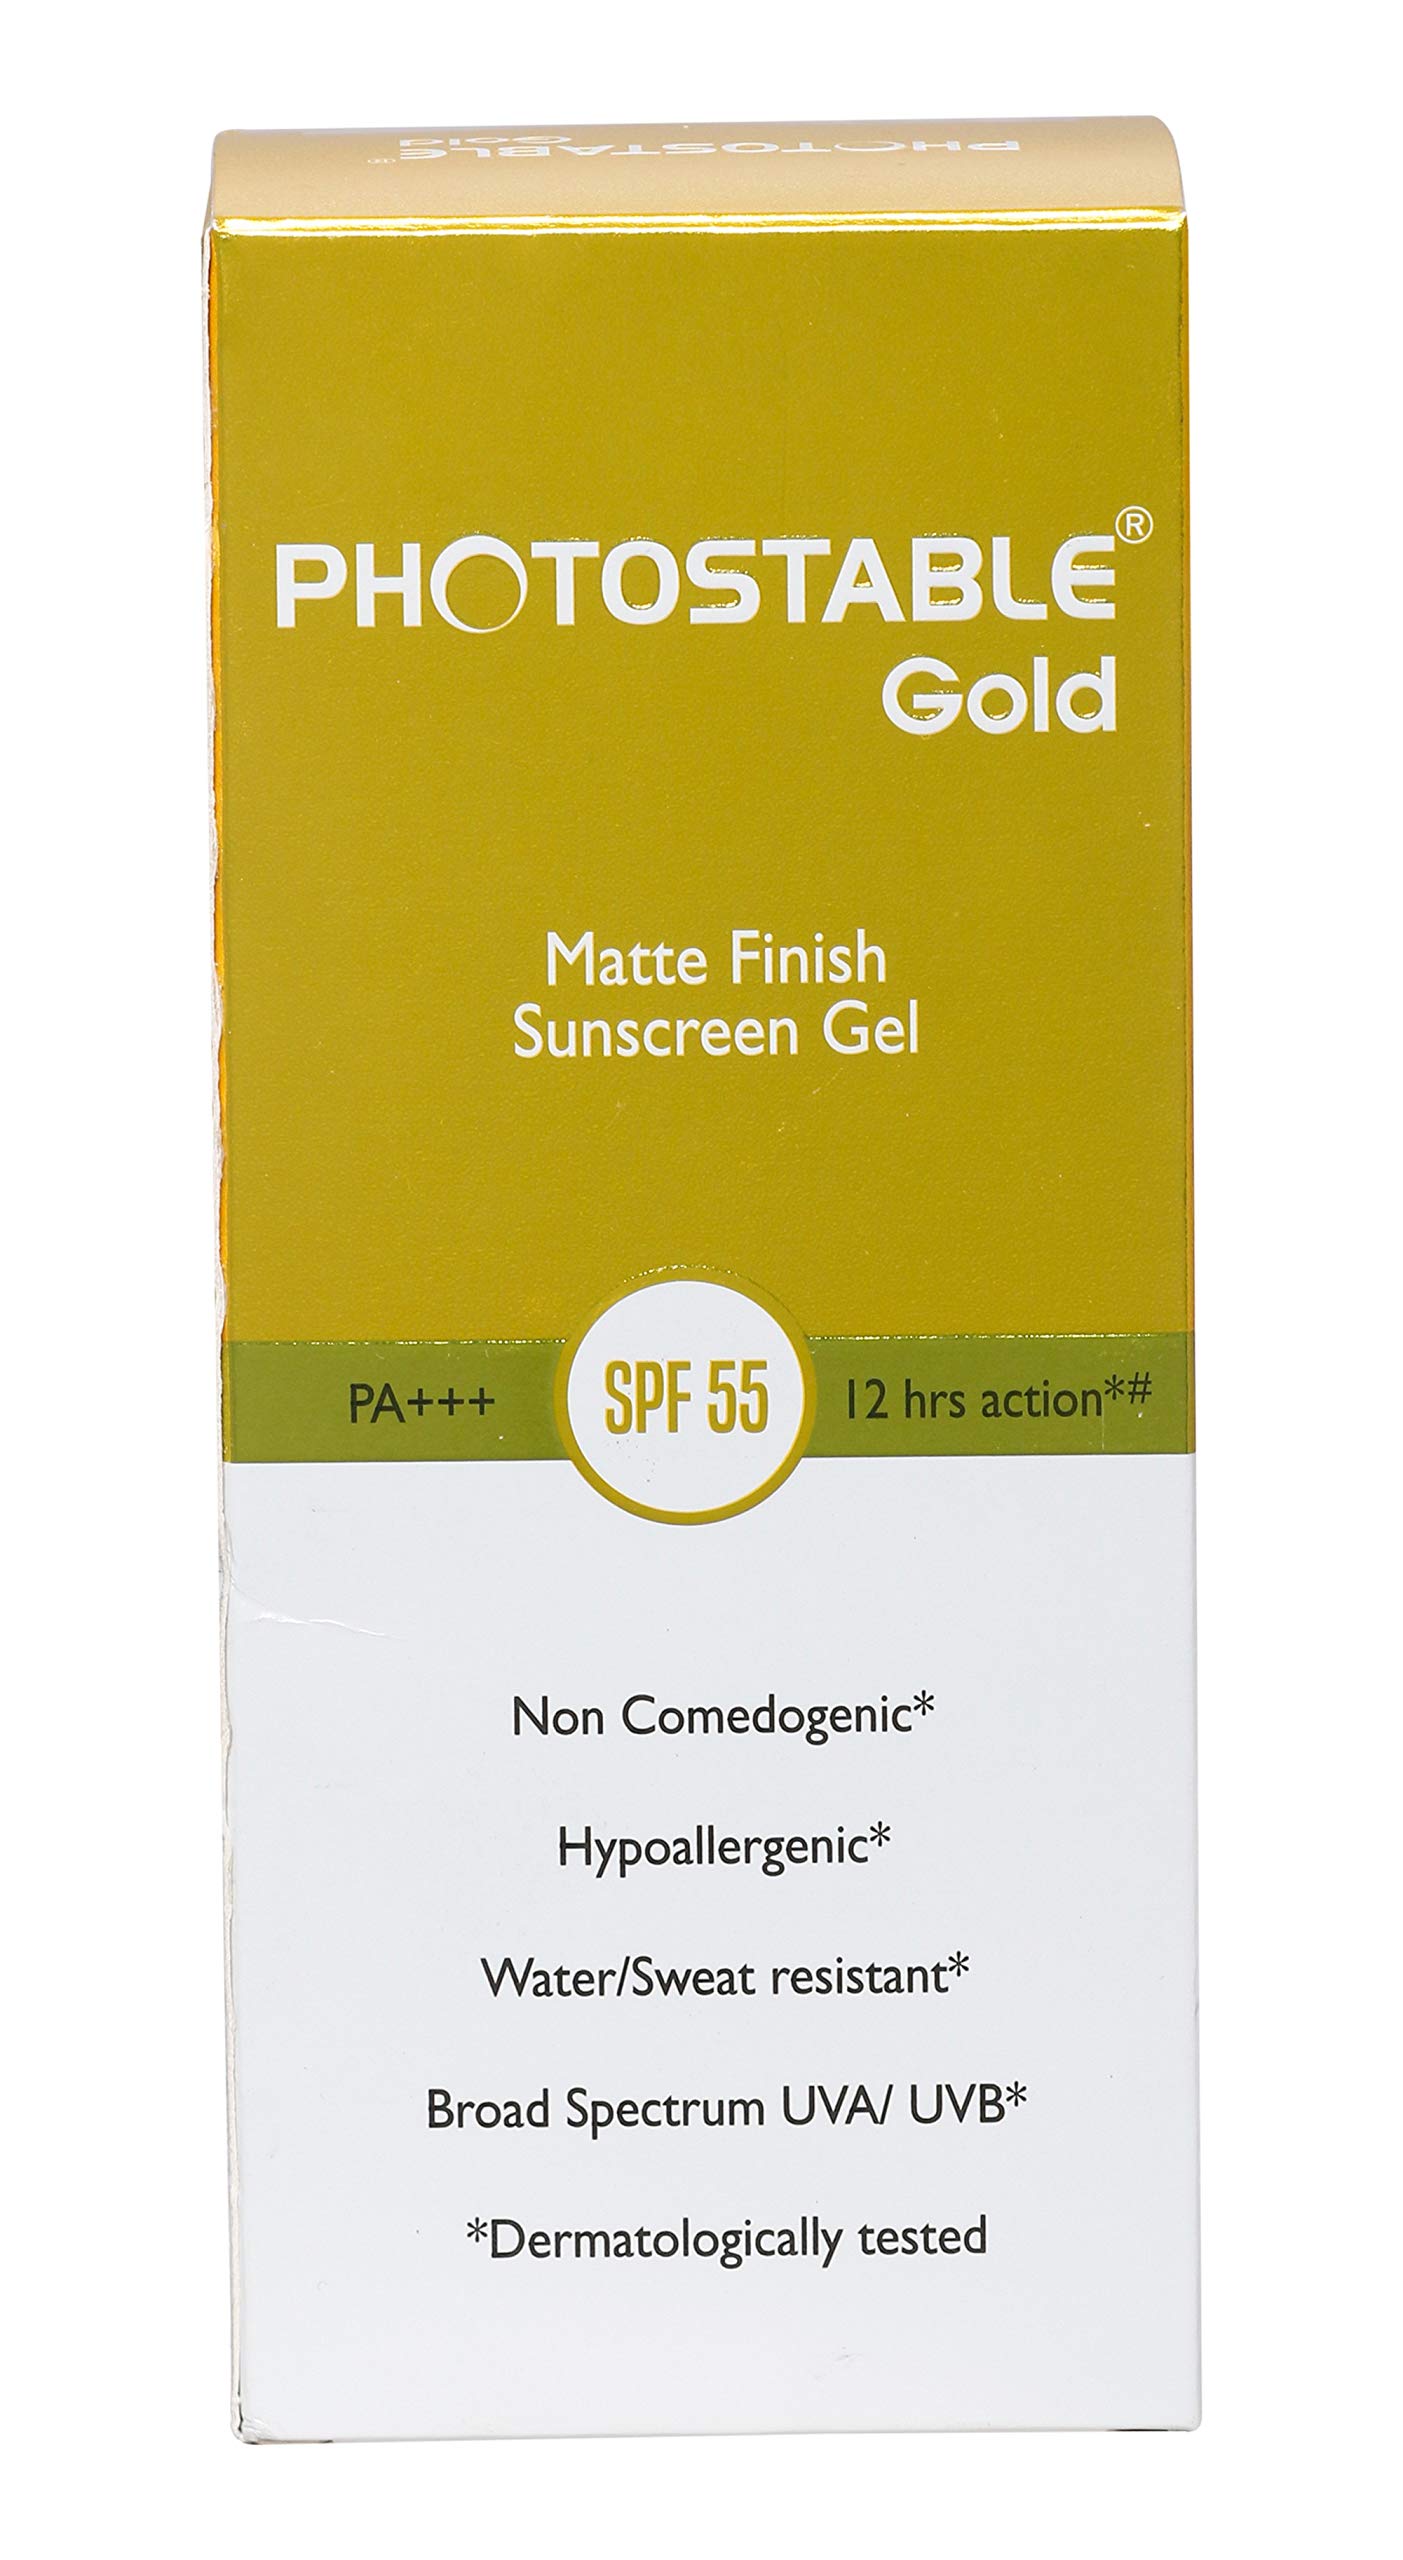 PHOTOSTABLE
Gold
PHOTOSTABLE®
Gold
Matte Finish
Sunscreen Gel
PA+++ SPF 55 12 hrs action*#
Non Comedogenic*
Hypoallergenic*
Water/Sweat resistant*
Broad Spectrum UVA/ UVB*
*Dermatologically tested